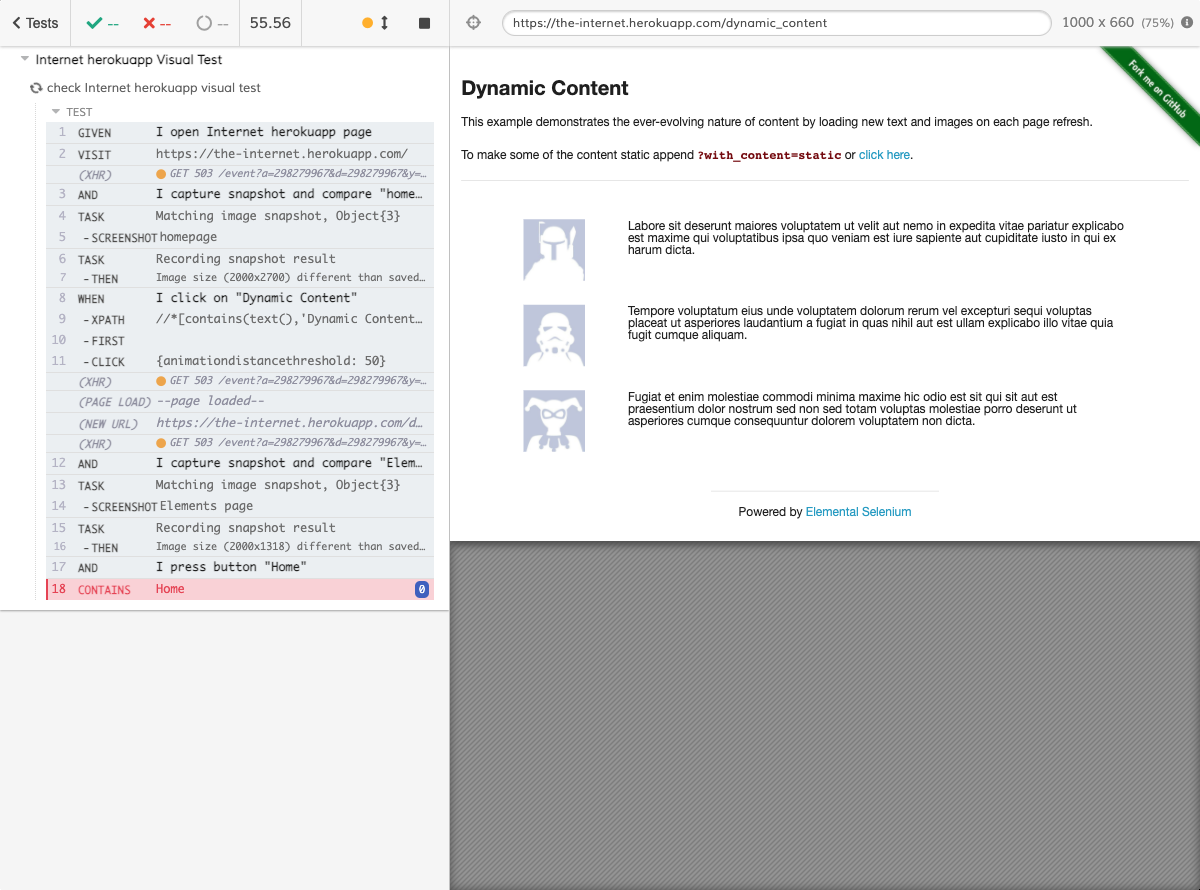 Tests
--
--
--
55.56
https://the-internet.herokuapp.com/dynamic_content
1000 x 660 (75%)
Internet herokuapp Visual Test
check Internet herokuapp visual test
TEST
1 GIVEN I open Internet herokuapp page
2 VISIT https://the-internet.herokuapp.com/
(XHR) GET 503 /event?a=298279967&d=298279967&y=…
3 AND I capture snapshot and compare "home…
4 TASK Matching image snapshot, Object{3}
5 -SCREENSHOT homepage
6 TASK Recording snapshot result
7 -THEN Image size (2000x2700) different than saved…
8 WHEN I click on "Dynamic Content"
9 -XPATH //*[contains(text(),'Dynamic Content…
10 -FIRST
11 -CLICK {animationdistancethreshold: 50}
(XHR) GET 503 /event?a=298279967&d=298279967&y=…
(PAGE LOAD) --page loaded--
(NEW URL) https://the-internet.herokuapp.com/d…
(XHR) GET 503 /event?a=298279967&d=298279967&y=…
12 AND I capture snapshot and compare "Elem…
13 TASK Matching image snapshot, Object{3}
14 -SCREENSHOT Elements page
15 TASK Recording snapshot result
16 -THEN Image size (2000x1318) different than saved…
17 AND I press button "Home"
18 CONTAINS Home 0
Fork me on GitHub
Dynamic Content
This example demonstrates the ever-evolving nature of content by loading new text and images on each page refresh.
To make some of the content static append ?with_content=static or click here.
Labore sit deserunt maiores voluptatem ut velit aut nemo in expedita vitae pariatur explicabo
est maxime qui voluptatibus ipsa quo veniam est iure sapiente aut cupiditate iusto in qui ex
harum dicta.
Tempore voluptatum eius unde voluptatem dolorum rerum vel excepturi sequi voluptas
placeat ut asperiores laudantium a fugiat in quas nihil aut est ullam explicabo illo vitae quia
fugit cumque aliquam.
Fugiat et enim molestiae commodi minima maxime hic odio est sit qui sit aut est
praesentium dolor nostrum sed non sed totam voluptas molestiae porro deserunt ut
asperiores cumque consequuntur dolorem voluptatem non dicta.
Powered by Elemental Selenium